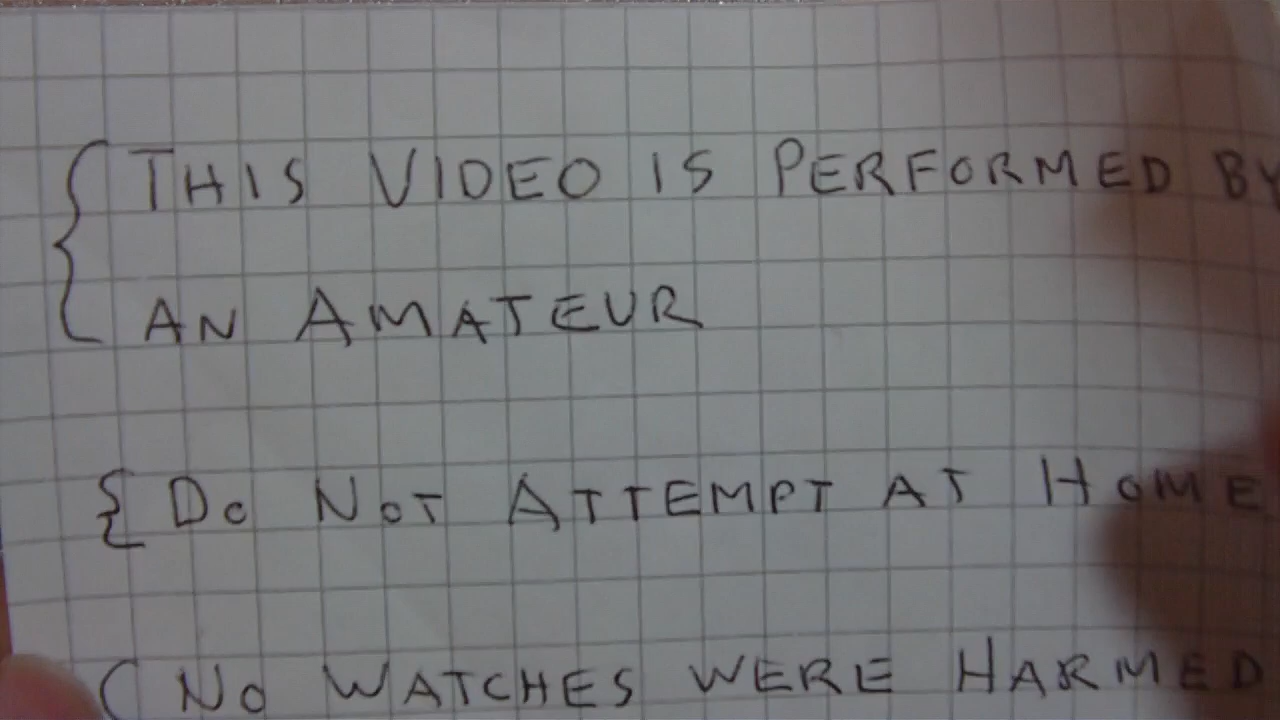 { THIS VIDEO IS PERFORMED BY
AN AMATEUR
{ DO NOT ATTEMPT AT HOME
( NO WATCHES WERE HARMED